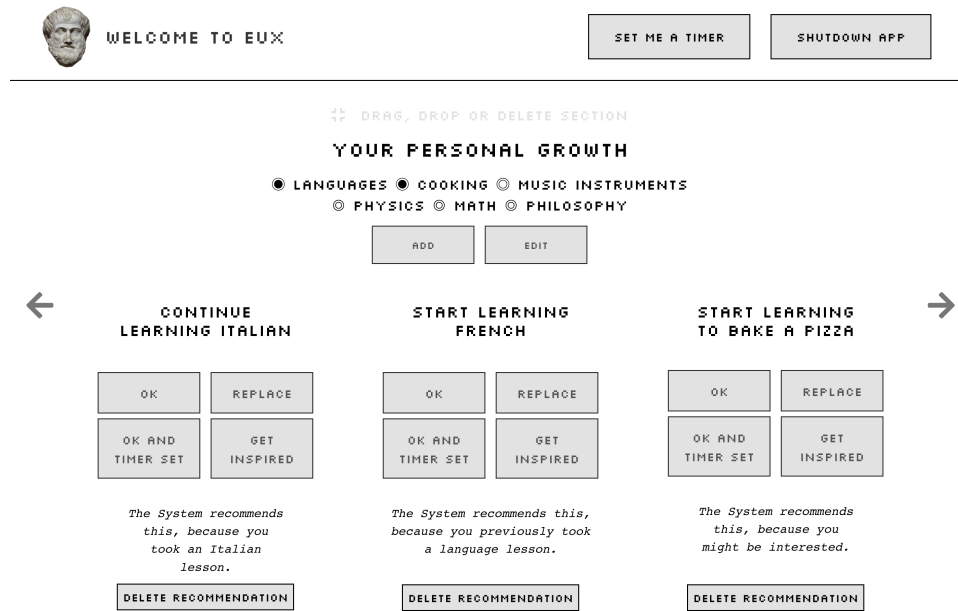 WELCOME TO EUX
SET ME A TIMER
SHUTDOWN APP
DRAG, DROP OR DELETE SECTION
YOUR PERSONAL GROWTH
LANGUAGES COOKING MUSIC INSTRUMENTS
PHYSICS MATH PHILOSOPHY
ADD
EDIT
CONTINUE
LEARNING ITALIAN
OK
REPLACE
OK AND
TIMER SET
GET
INSPIRED
The System recommends
this, because you
took an Italian
lesson.
DELETE RECOMMENDATION
START LEARNING
FRENCH
OK
REPLACE
OK AND
TIMER SET
GET
INSPIRED
The System recommends this,
because you previously took
a language lesson.
DELETE RECOMMENDATION
START LEARNING
TO BAKE A PIZZA
OK
REPLACE
OK AND
TIMER SET
GET
INSPIRED
The System recommends
this, because you
might be interested.
DELETE RECOMMENDATION